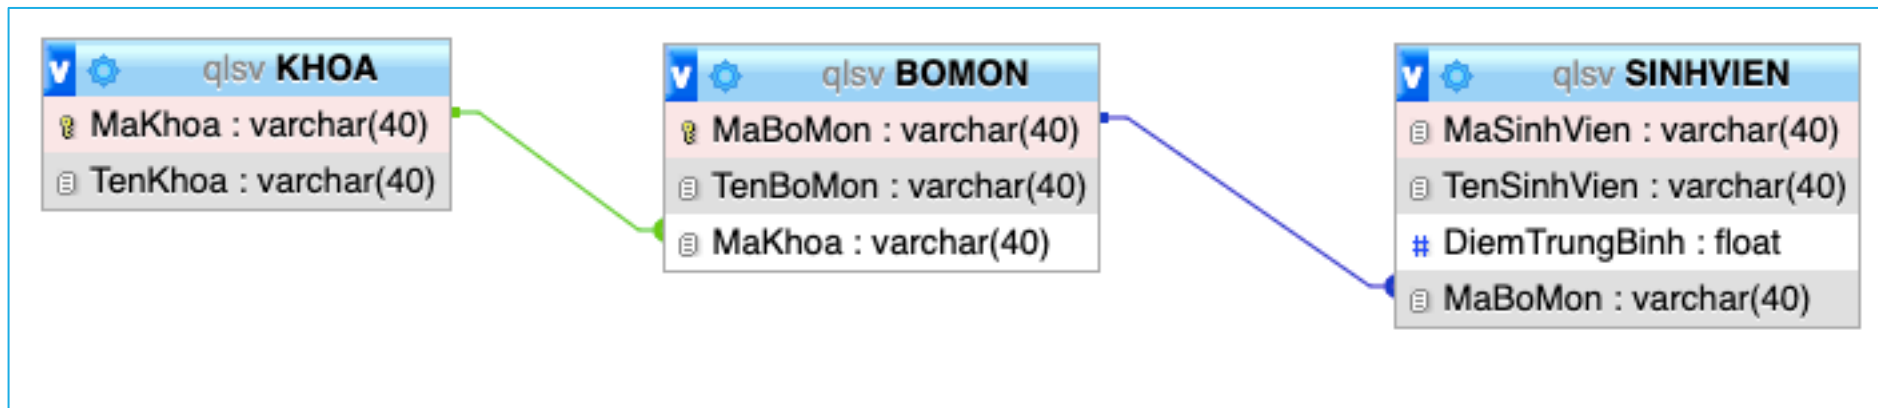 v qlsv KHOA
MaKhoa : varchar(40)
TenKhoa : varchar(40)
v qlsv BOMON
MaBoMon : varchar(40)
TenBoMon : varchar(40)
MaKhoa : varchar(40)
v qlsv SINHVIEN
MaSinhVien : varchar(40)
TenSinhVien : varchar(40)
# DiemTrungBinh : float
MaBoMon : varchar(40)